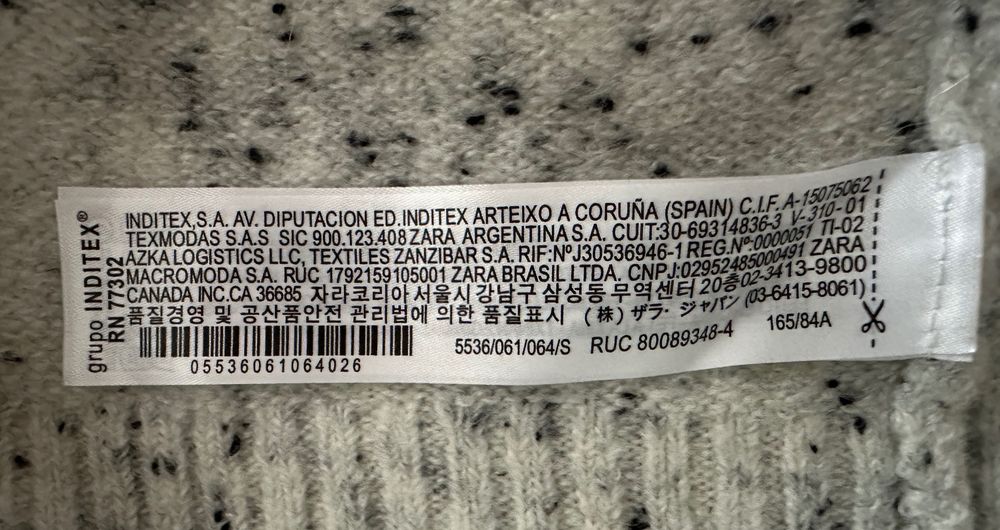 grupo INDITEX®
RN 77302
INDITEX,S.A. AV. DIPUTACION ED.INDITEX ARTEIXO A CORUÑA (SPAIN) C.I.F. A-15075062
TEXMODAS S.A.S SIC 900.123.408 ZARA ARGENTINA S.A. CUIT:30-69314836-3 V-310-01
AZKA LOGISTICS LLC, TEXTILES ZANZIBAR S.A. RIF:NºJ30536946-1 REG.Nº-0000051 TI-02
MACROMODA S.A. RUC 1792159105001 ZARA BRASIL LTDA. CNPJ:02952485000491 ZARA
CANADA INC.CA 36685 자라코리아 서울시 강남구 삼성동 무역센터 20층02-3413-9800
품질경영 및 공산품안전 관리법에 의한 품질표시 (株) ザラ・ジャパン (03-6415-8061)
05536061064026
5536/061/064/S RUC 80089348-4 165/84A